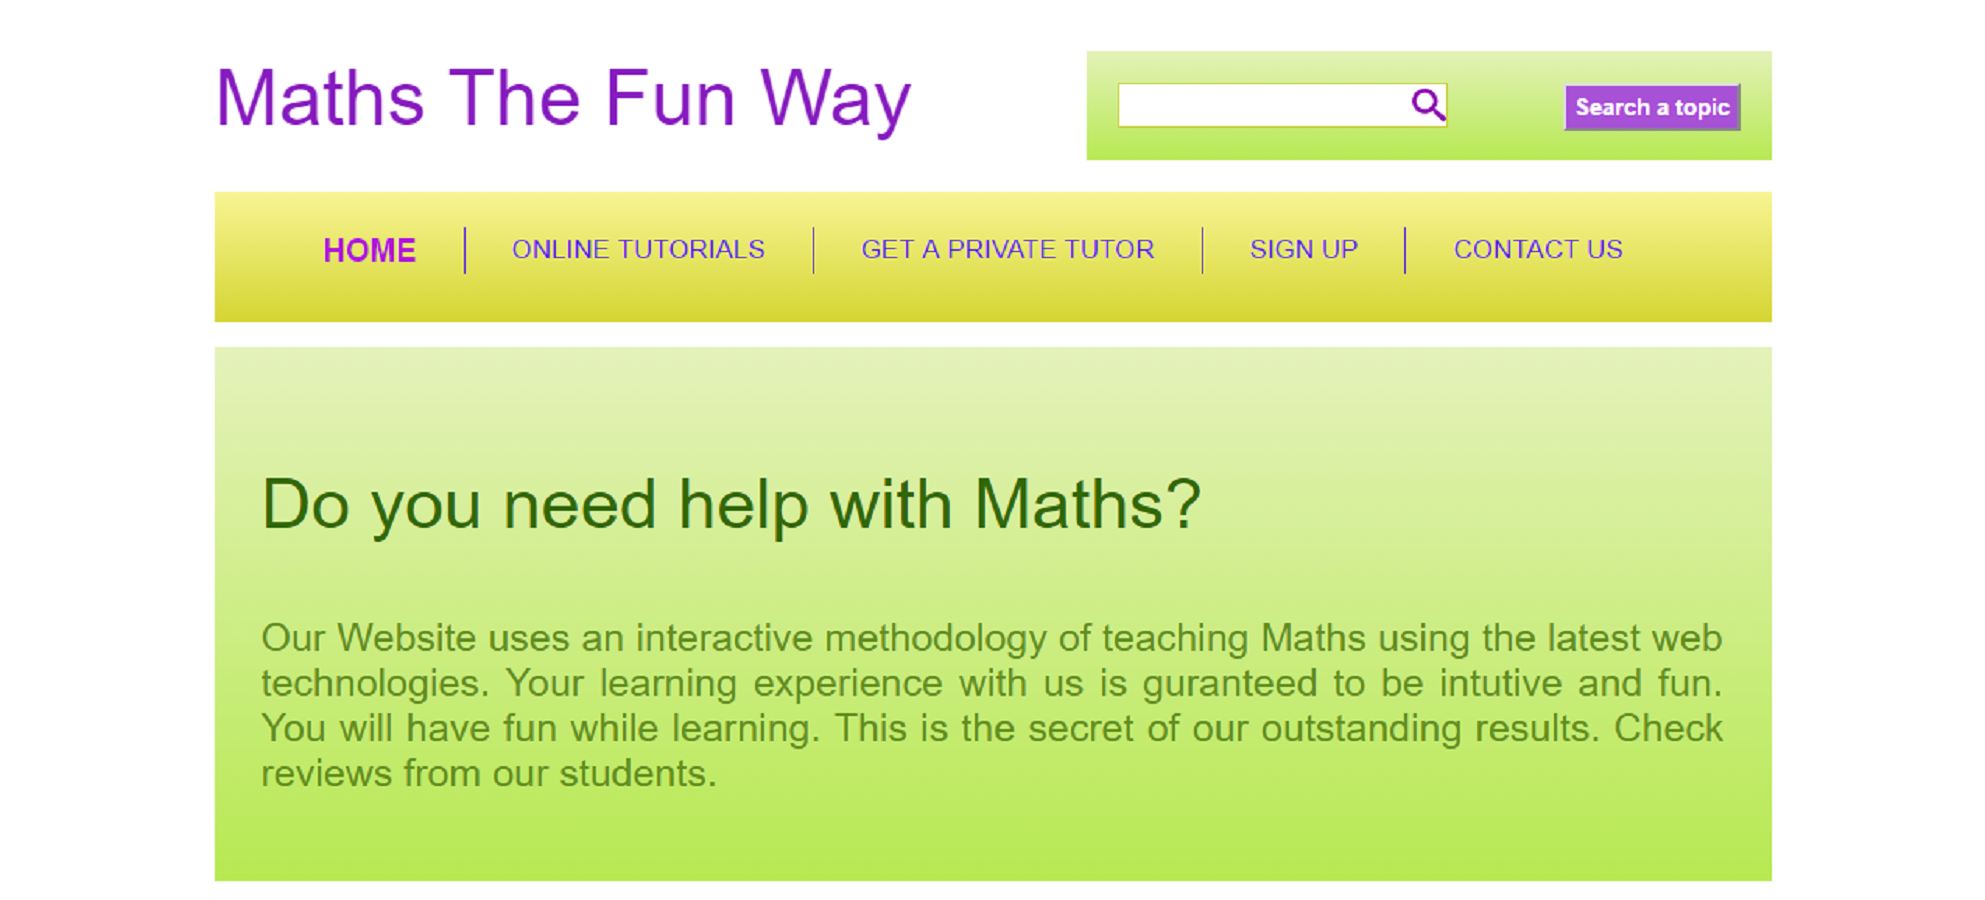 Maths The Fun Way
Search a topic
HOME
ONLINE TUTORIALS
GET A PRIVATE TUTOR
SIGN UP
CONTACT US
Do you need help with Maths?
Our Website uses an interactive methodology of teaching Maths using the latest web
technologies. Your learning experience with us is guranteed to be intutive and fun.
You will have fun while learning. This is the secret of our outstanding results. Check
reviews from our students.